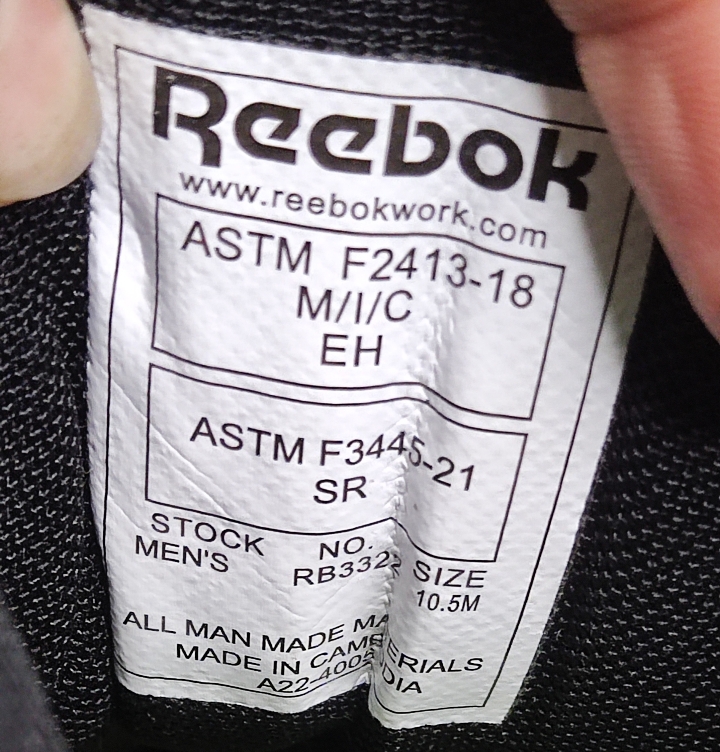 Reebok
www.reebokwork.com
ASTM F2413-18
M/I/C
EH
ASTM F3445-21
SR
STOCK NO. SIZE
MEN'S 10.5M
ALL MAN MADE MATERIALS
MADE IN CAMBODIA